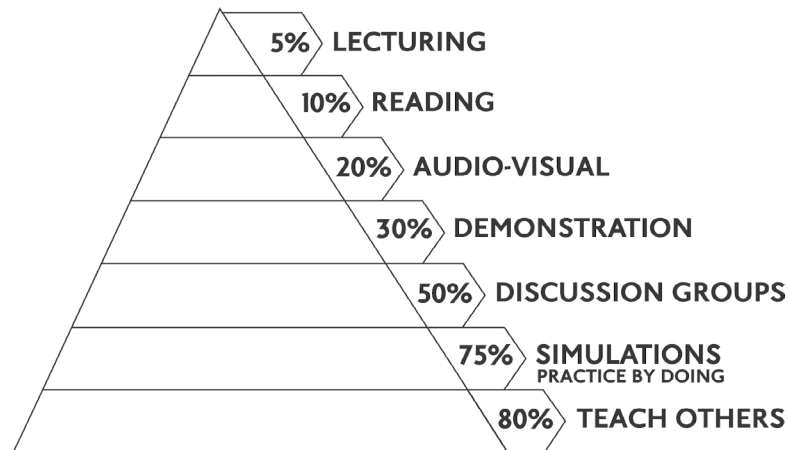 5% LECTURING
10% READING
20% AUDIO-VISUAL
30% DEMONSTRATION
50% DISCUSSION GROUPS
75% SIMULATIONS
PRACTICE BY DOING
80% TEACH OTHERS